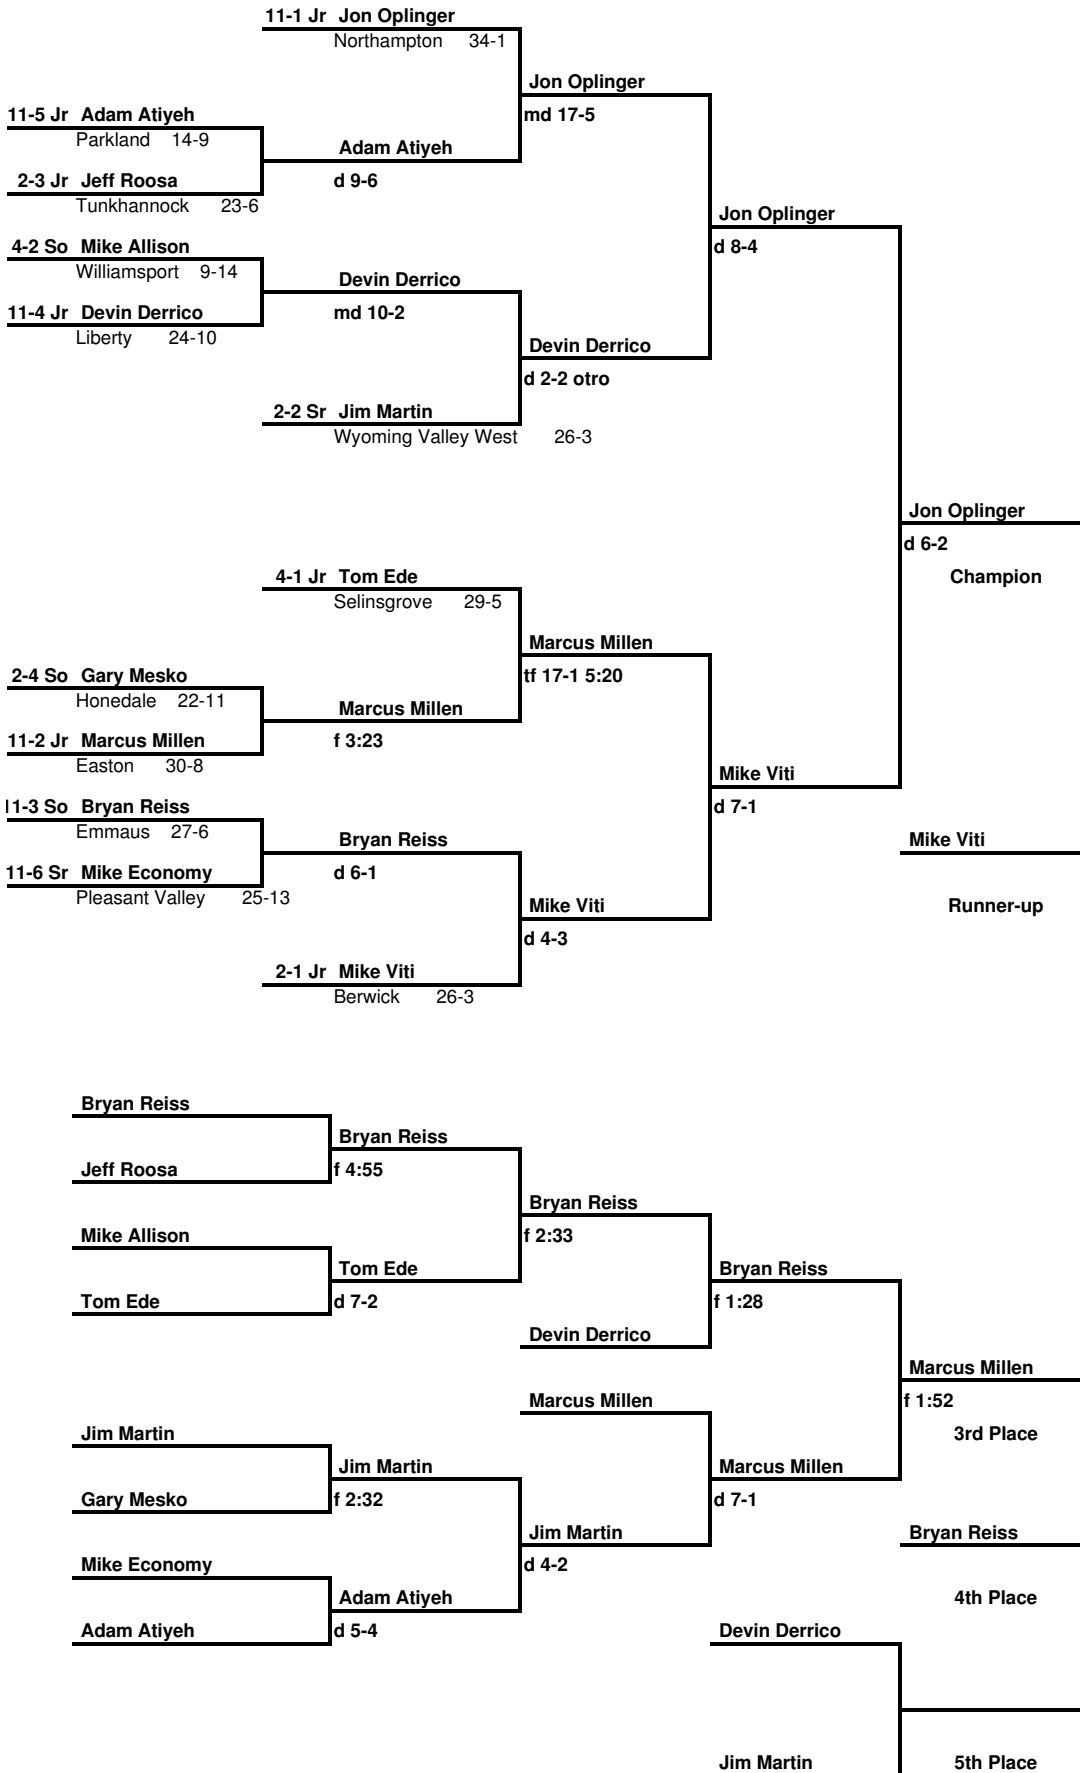 11-1 Jr Jon Oplinger
Northampton 34-1
Jon Oplinger
11-5 Jr Adam Atiyeh
md 17-5
Parkland 14-9
Adam Atiyeh
2-3 Jr Jeff Roosa
d 9-6
Tunkhannock 23-6
Jon Oplinger
4-2 So Mike Allison
d 8-4
Williamsport 9-14
Devin Derrico
11-4 Jr Devin Derrico
md 10-2
Liberty 24-10
Devin Derrico
d 2-2 otro
2-2 Sr Jim Martin
Wyoming Valley West 26-3
Jon Oplinger
d 6-2
4-1 Jr Tom Ede
Champion
Selinsgrove 29-5
Marcus Millen
2-4 So Gary Mesko
tf 17-1 5:20
Honedale 22-11
Marcus Millen
11-2 Jr Marcus Millen
f 3:23
Easton 30-8
Mike Viti
11-3 So Bryan Reiss
d 7-1
Emmaus 27-6
Bryan Reiss
Mike Viti
11-6 Sr Mike Economy
d 6-1
Pleasant Valley 25-13
Mike Viti
Runner-up
d 4-3
2-1 Jr Mike Viti
Berwick 26-3
Bryan Reiss
Bryan Reiss
Jeff Roosa
f 4:55
Bryan Reiss
Mike Allison
f 2:33
Tom Ede
Bryan Reiss
Tom Ede
d 7-2
f 1:28
Devin Derrico
Marcus Millen
Marcus Millen
f 1:52
Jim Martin
3rd Place
Jim Martin
Marcus Millen
Gary Mesko
f 2:32
d 7-1
Jim Martin
Bryan Reiss
Mike Economy
d 4-2
Adam Atiyeh
4th Place
Adam Atiyeh
d 5-4
Devin Derrico
Jim Martin
5th Place